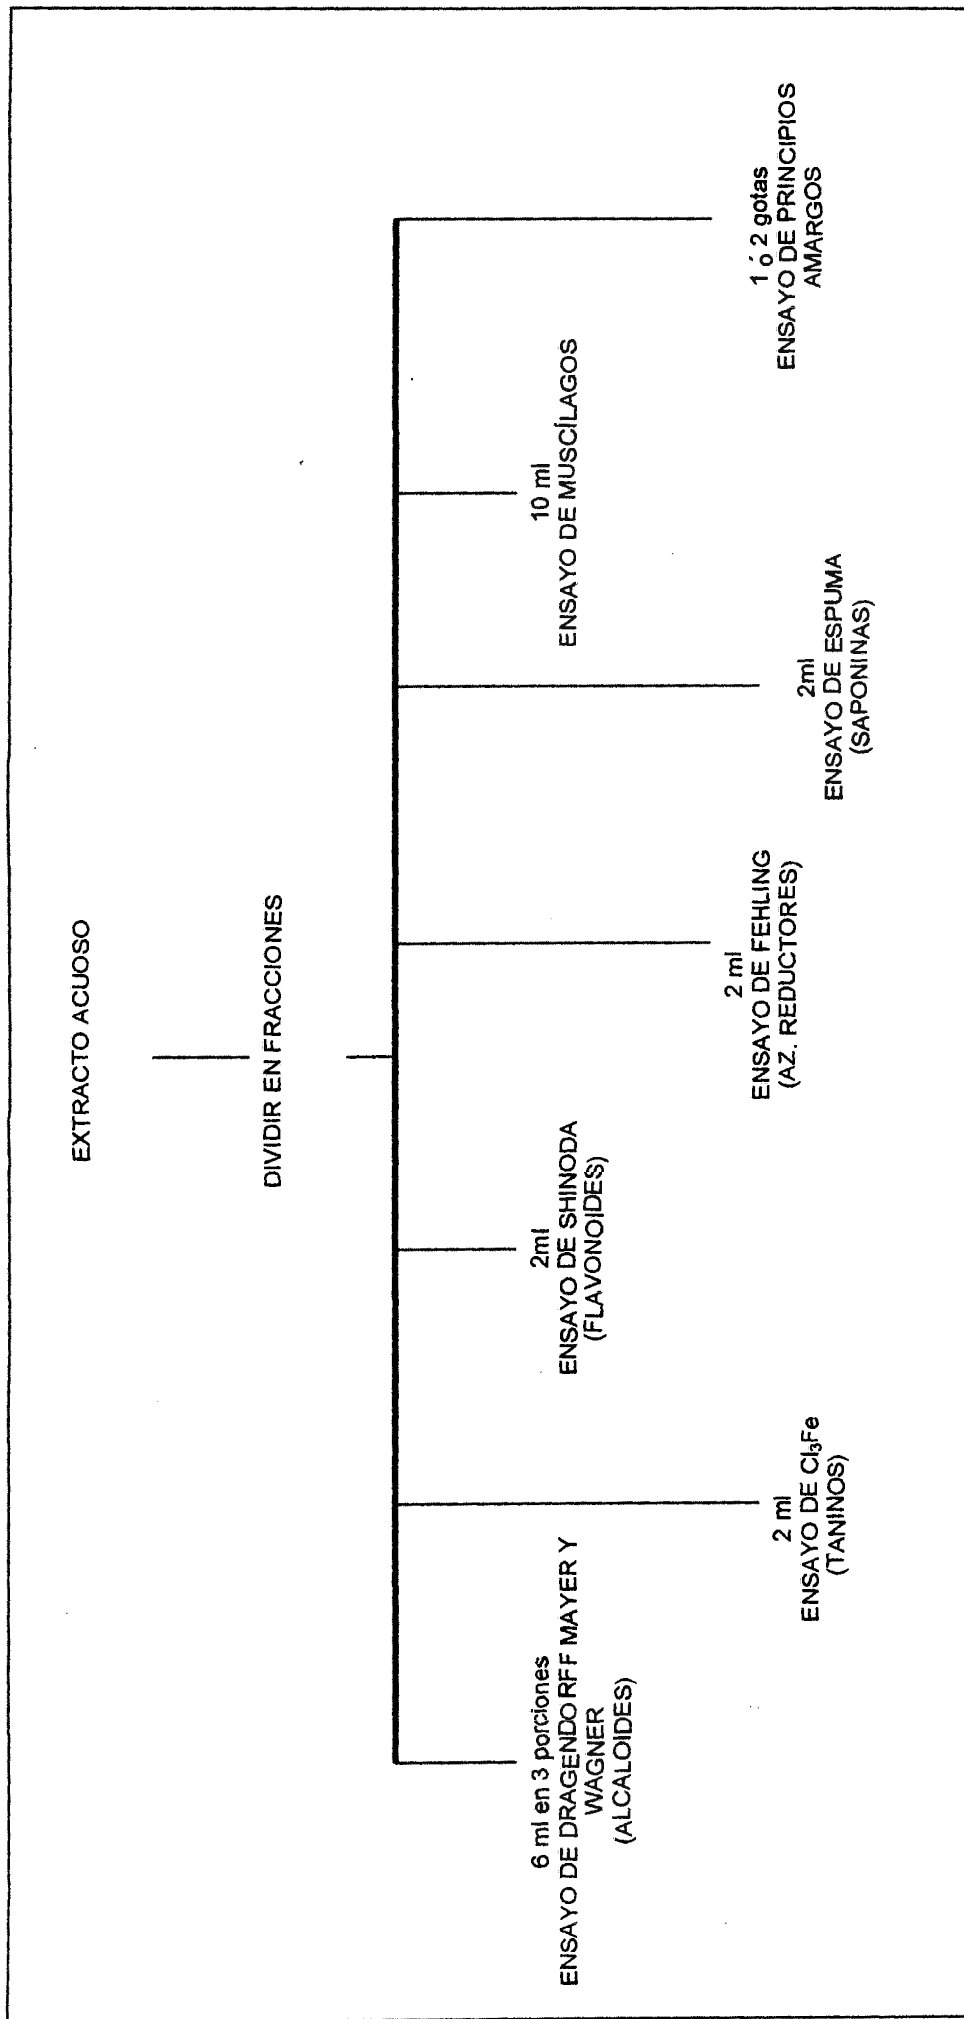 EXTRACTO ACUOSO
DIVIDIR EN FRACCIONES
6 ml en 3 porciones
ENSAYO DE DRAGENDORFF MAYER Y
WAGNER
(ALCALOIDES)
2 ml
ENSAYO DE Cl₃Fe
(TANINOS)
2ml
ENSAYO DE SHINODA
(FLAVONOIDES)
2 ml
ENSAYO DE FEHLING
(AZ. REDUCTORES)
2ml
ENSAYO DE ESPUMA
(SAPONINAS)
10 ml
ENSAYO DE MUSCÍLAGOS
1 ó 2 gotas
ENSAYO DE PRINCIPIOS
AMARGOS